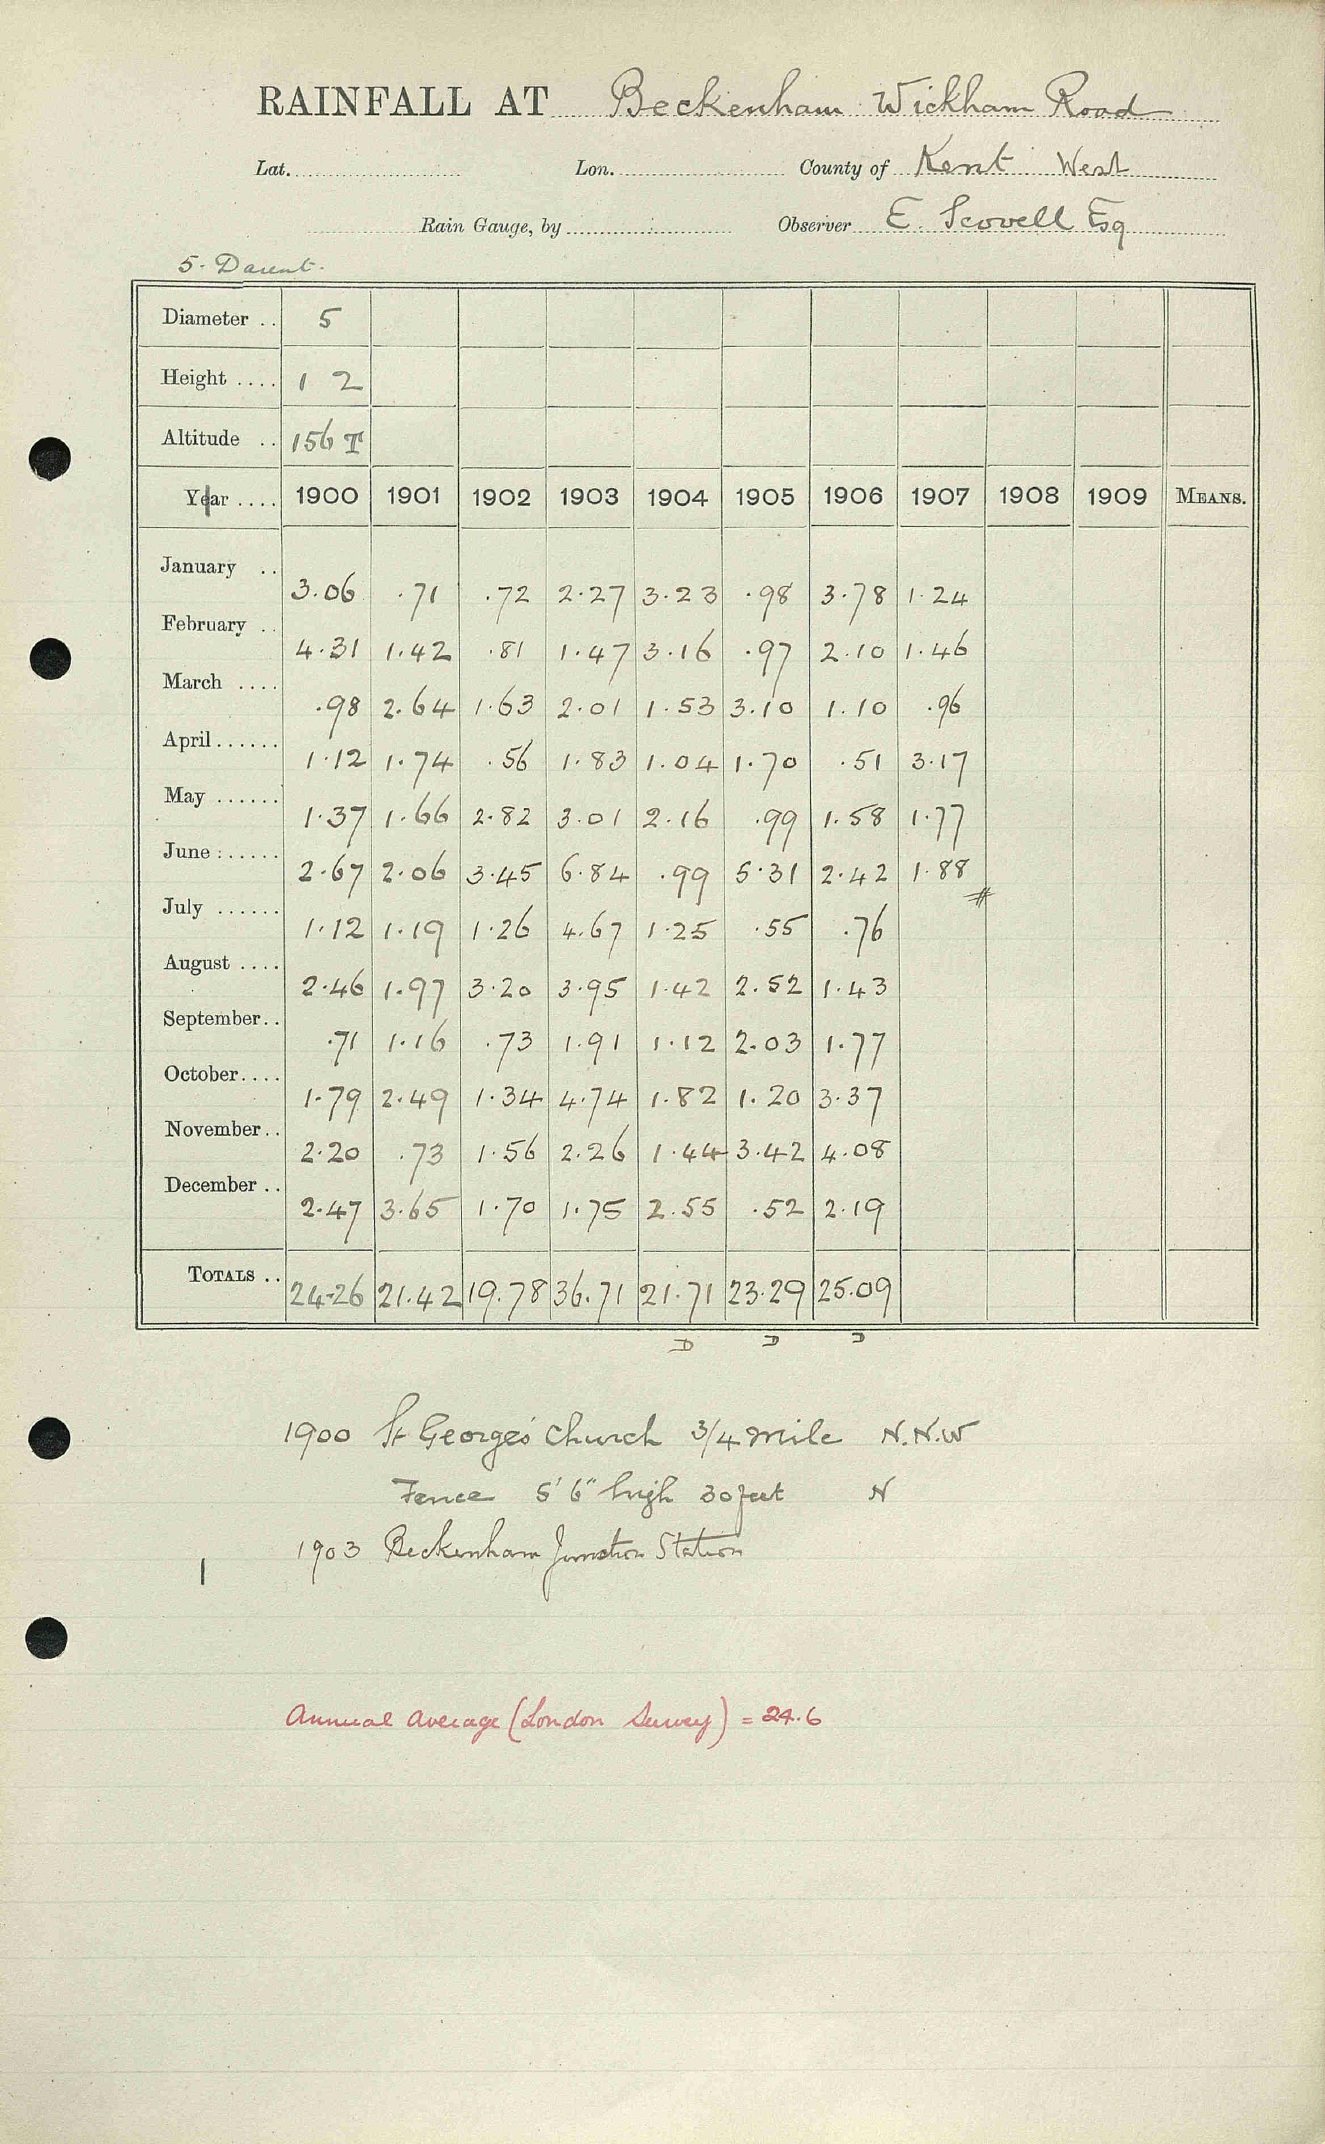 RAINFALL AT Beckenham Wickham Road
Lat. Lon. County of Kent West
Rain Gauge, by Observer E. Scovell Esq
5. Darent.
Diameter .. 5
Height .... 1 2
Altitude .. 156 T
Year .... 1900 1901 1902 1903 1904 1905 1906 1907 1908 1909 MEANS.
January .. 3.06 .71 .72 2.27 3.23 .98 3.78 1.24
February .. 4.31 1.42 .81 1.47 3.16 .97 2.10 1.46
March .... .98 2.64 1.63 2.01 1.53 3.10 1.10 .96
April...... 1.12 1.74 .56 1.83 1.04 1.70 .51 3.17
May ...... 1.37 1.66 2.82 3.01 2.16 .99 1.58 1.77
June ...... 2.67 2.06 3.45 6.84 .99 5.31 2.42 1.88
July ...... 1.12 1.19 1.26 4.67 1.25 .55 .76 #
August .... 2.46 1.97 3.20 3.95 1.42 2.52 1.43
September.. .71 1.16 .73 1.91 1.12 2.03 1.77
October.... 1.79 2.49 1.34 4.74 1.82 1.20 3.37
November.. 2.20 .73 1.56 2.26 1.44 3.42 4.08
December .. 2.47 3.65 1.70 1.75 2.55 .52 2.19
TOTALS .. 24.26 21.42 19.78 36.71 21.71 23.29 25.09
D D D
1900 St George's Church 3/4 mile N.N.W
Fence 5' 6" high 30 feet N
1903 Beckenham Junction Station
Annual Average (London Survey) = 24.6